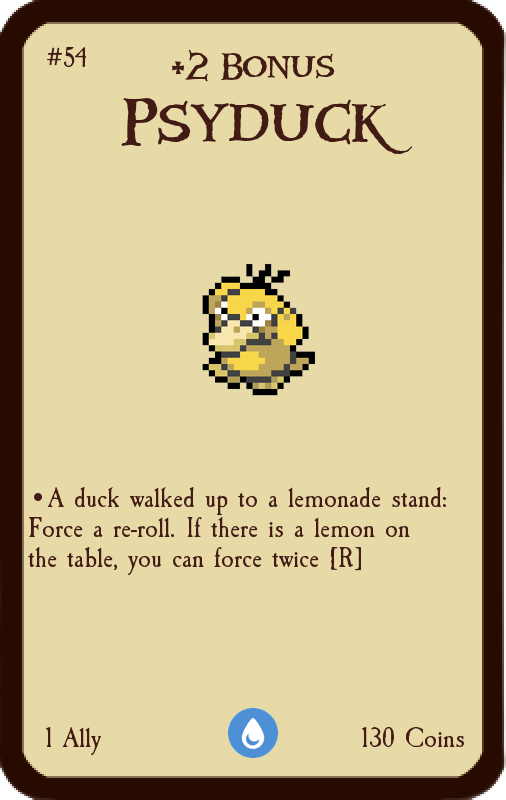 #54
+2 Bonus
Psyduck
•A duck walked up to a lemonade stand:
Force a re-roll. If there is a lemon on
the table, you can force twice {R]
1 Ally
130 Coins